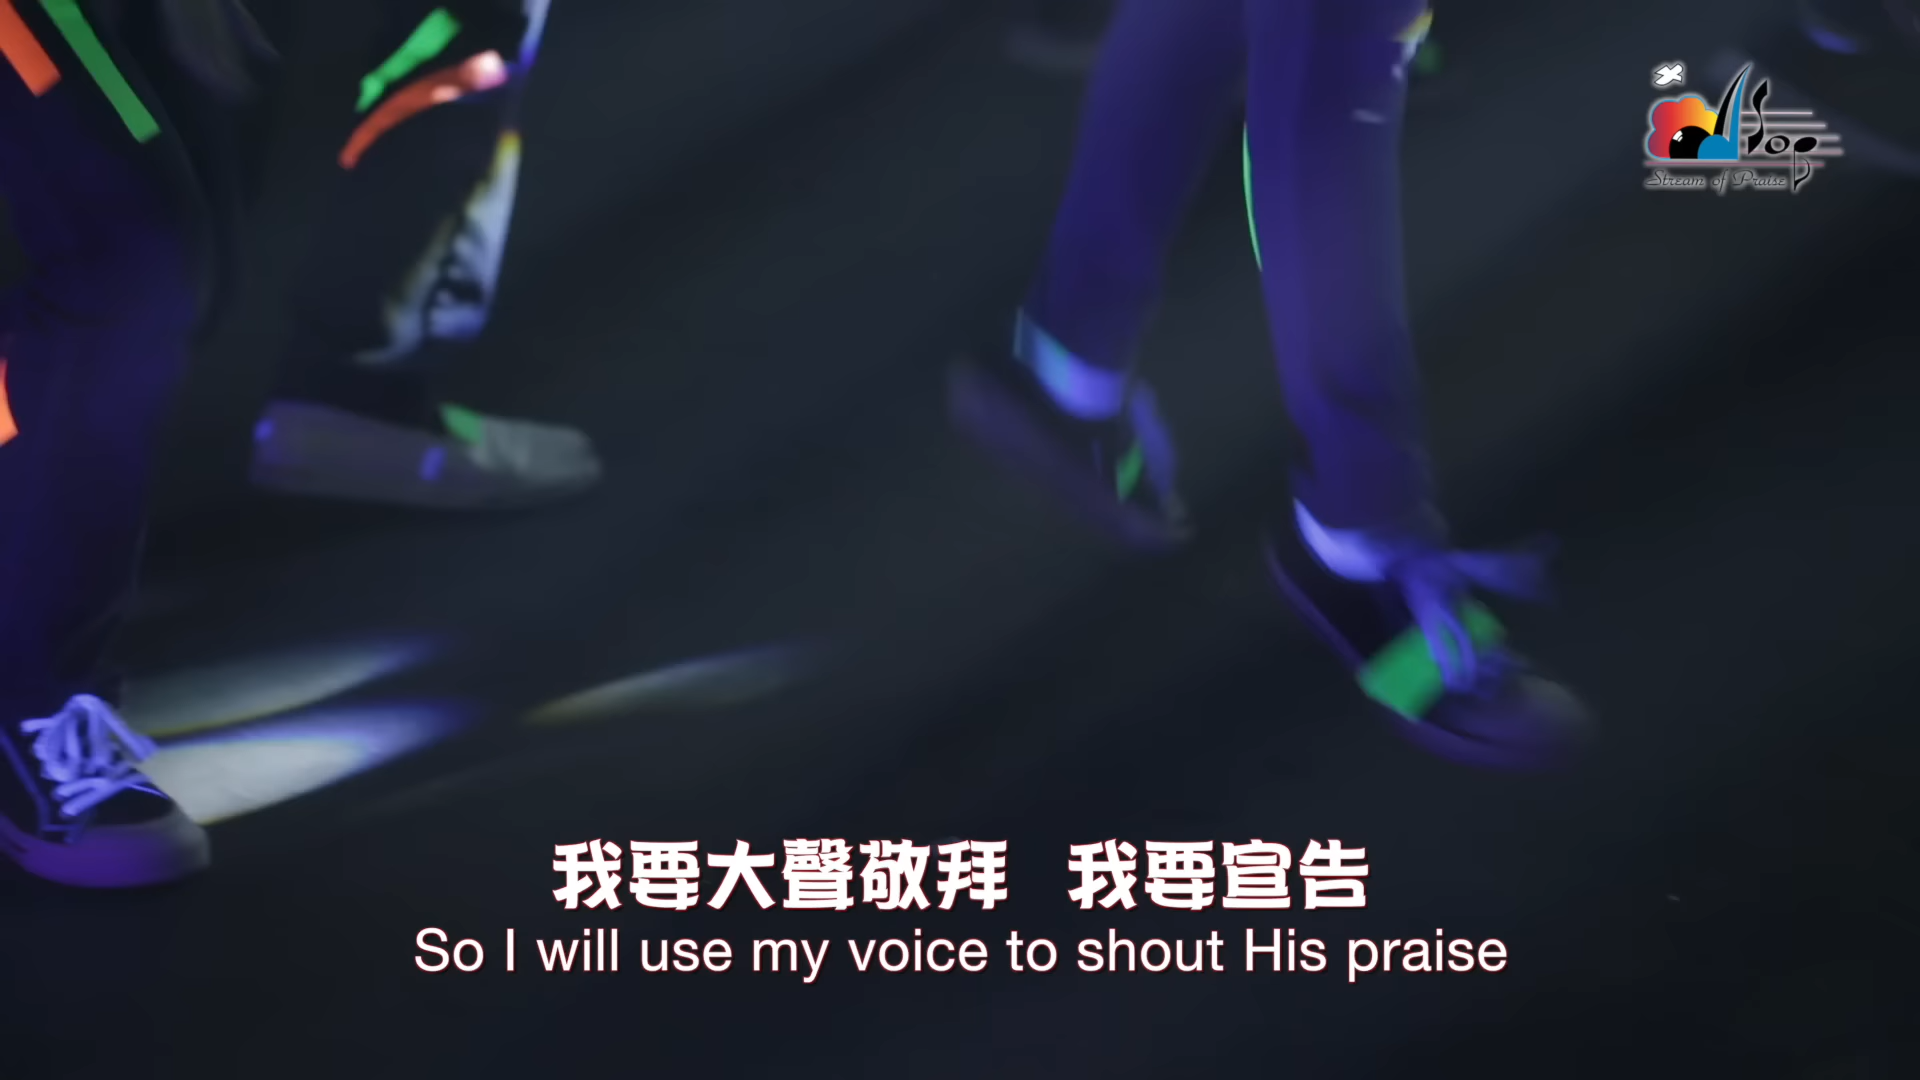 SOP
Stream of Praise
我要大聲敬拜 我要宣告
So I will use my voice to shout His praise